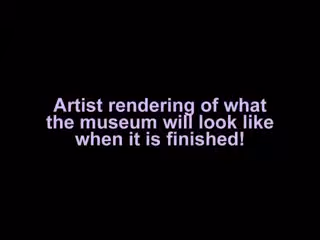 Artist rendering of what
the museum will look like
when it is finished!